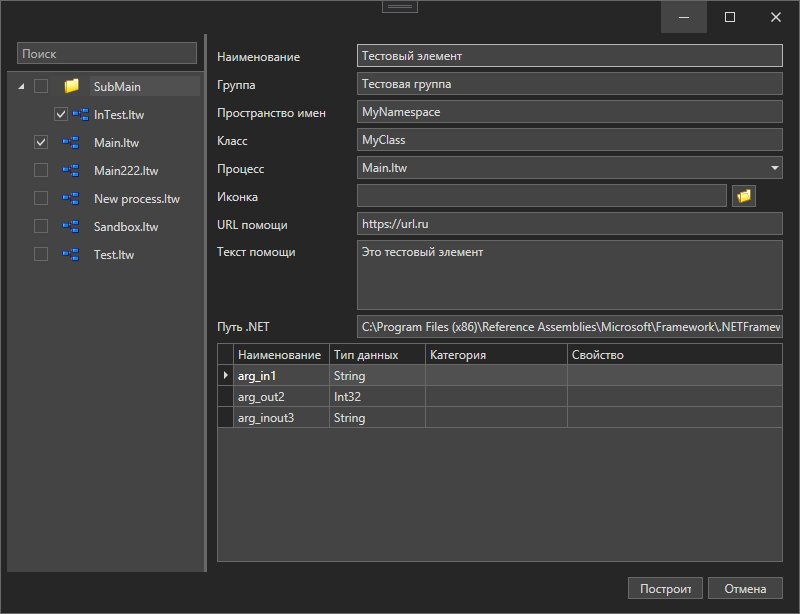 Поиск
SubMain
InTest.ltw
Main.ltw
Main222.ltw
New process.ltw
Sandbox.ltw
Test.ltw
Наименование Тестовый элемент
Группа Тестовая группа
Пространство имен MyNamespace
Класс MyClass
Процесс Main.ltw
Иконка
URL помощи https://url.ru
Текст помощи Это тестовый элемент
Путь .NET C:\Program Files (x86)\Reference Assemblies\Microsoft\Framework\.NETFramew
Наименование Тип данных Категория Свойство
arg_in1 String
arg_out2 Int32
arg_inout3 String
Построит Отмена